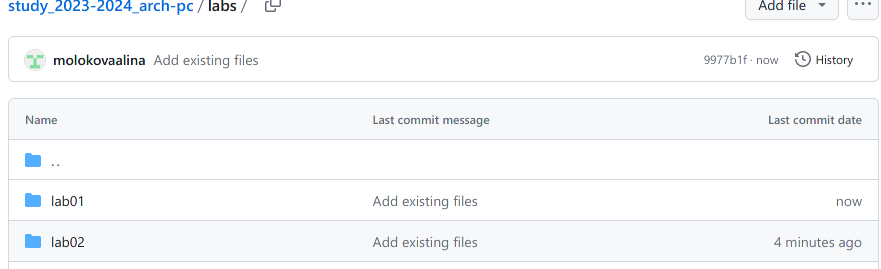 study_2023-2024_arch-pc / labs / Add file ...
molokovaalina Add existing files 9977b1f · now History
Name Last commit message Last commit date
..
lab01 Add existing files now
lab02 Add existing files 4 minutes ago